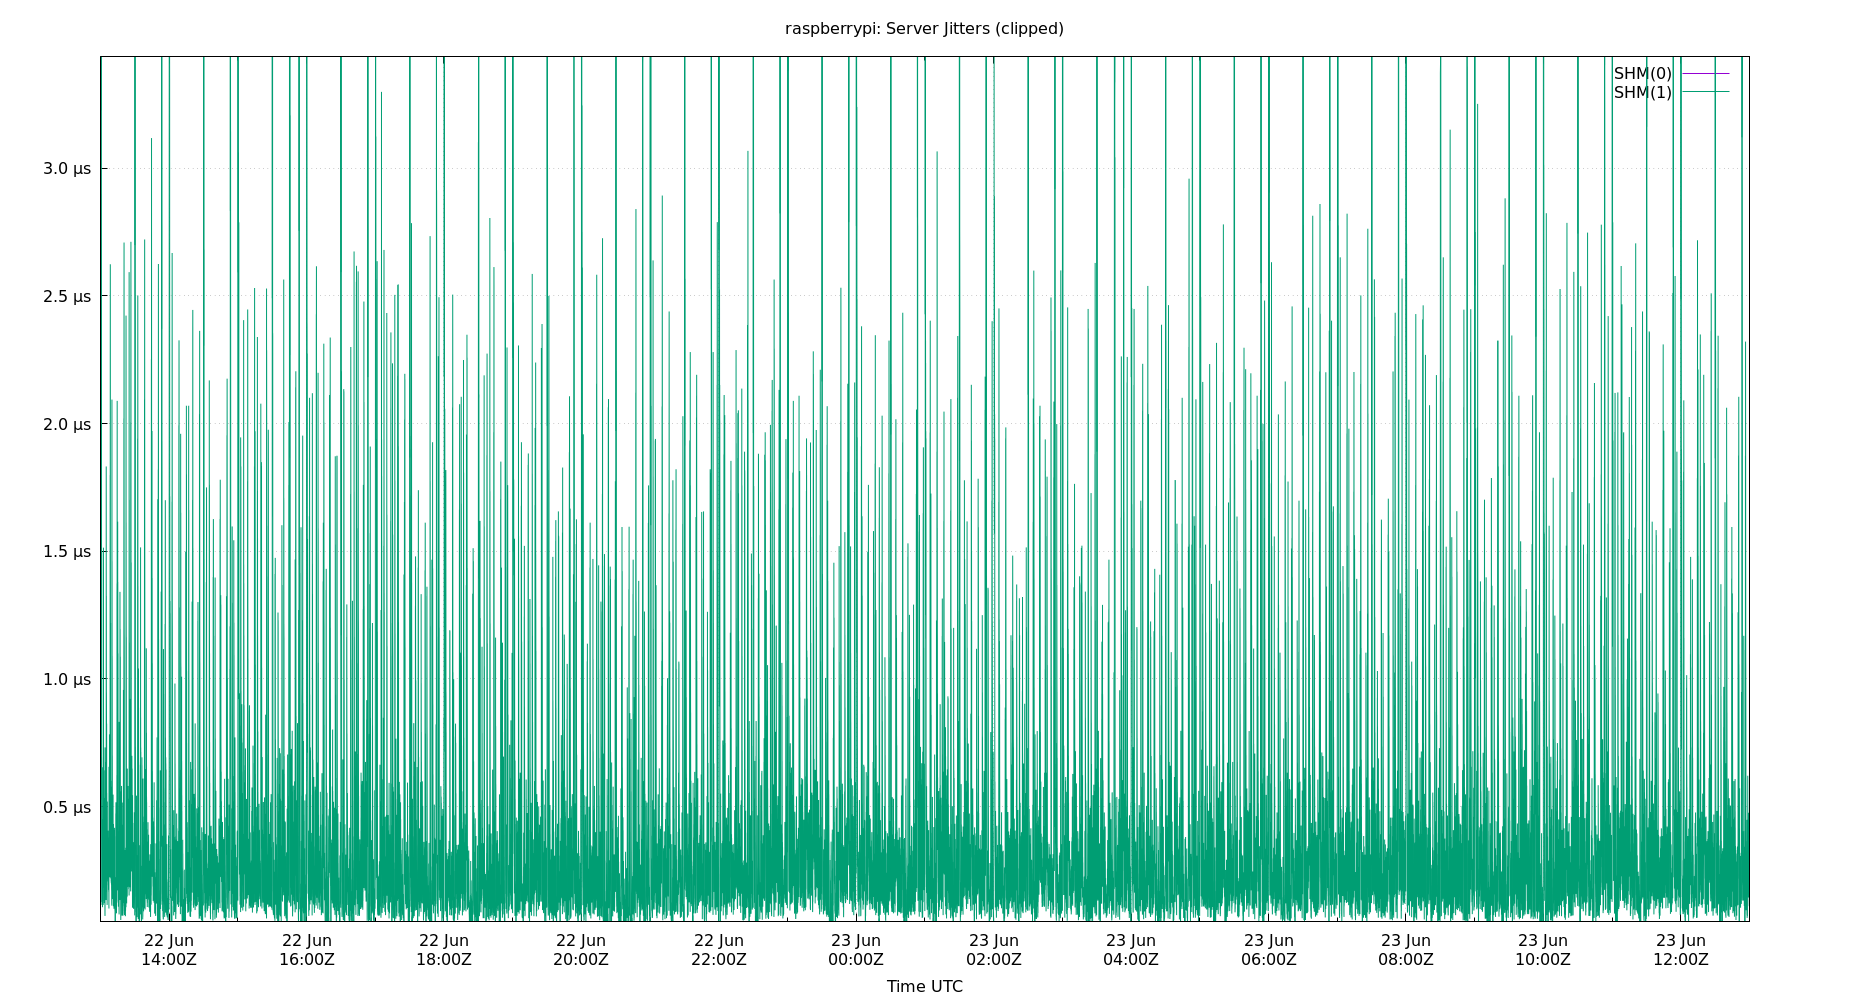 raspberrypi: Server Jitters (clipped)
SHM(0)
SHM(1)
3.0 µs
2.5 µs
2.0 µs
1.5 µs
1.0 µs
0.5 µs
22 Jun 22 Jun 22 Jun 22 Jun 22 Jun 23 Jun 23 Jun 23 Jun 23 Jun 23 Jun 23 Jun 23 Jun
14:00Z 16:00Z 18:00Z 20:00Z 22:00Z 00:00Z 02:00Z 04:00Z 06:00Z 08:00Z 10:00Z 12:00Z
Time UTC